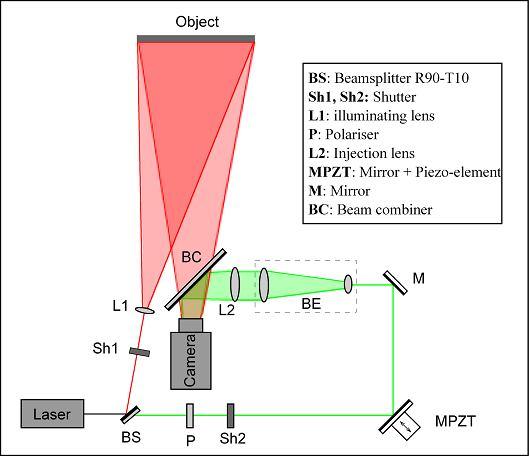 Object
BS: Beamsplitter R90-T10
Sh1, Sh2: Shutter
L1: illuminating lens
P: Polariser
L2: Injection lens
MPZT: Mirror + Piezo-element
M: Mirror
BC: Beam combiner
BC
M
L1
L2
BE
Sh1
Camera
Laser
BS
P
Sh2
MPZT